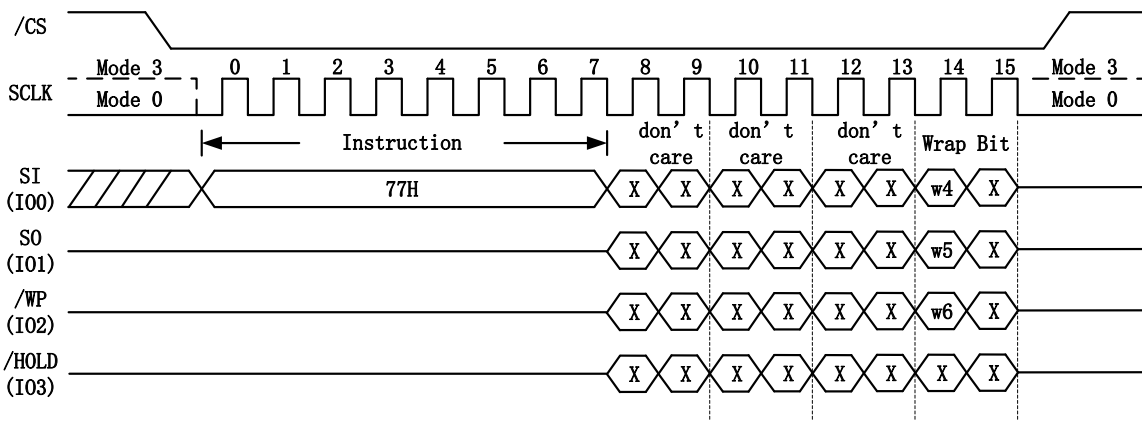 /CS
Mode 3 0 1 2 3 4 5 6 7 8 9 10 11 12 13 14 15 Mode 3
SCLK
Mode 0 Mode 0
Instruction don't care don't care don't care Wrap Bit
SI
(IO0)
77H X X X X X X w4 X
SO
(IO1)
X X X X X X w5 X
/WP
(IO2)
X X X X X X w6 X
/HOLD
(IO3)
X X X X X X X X